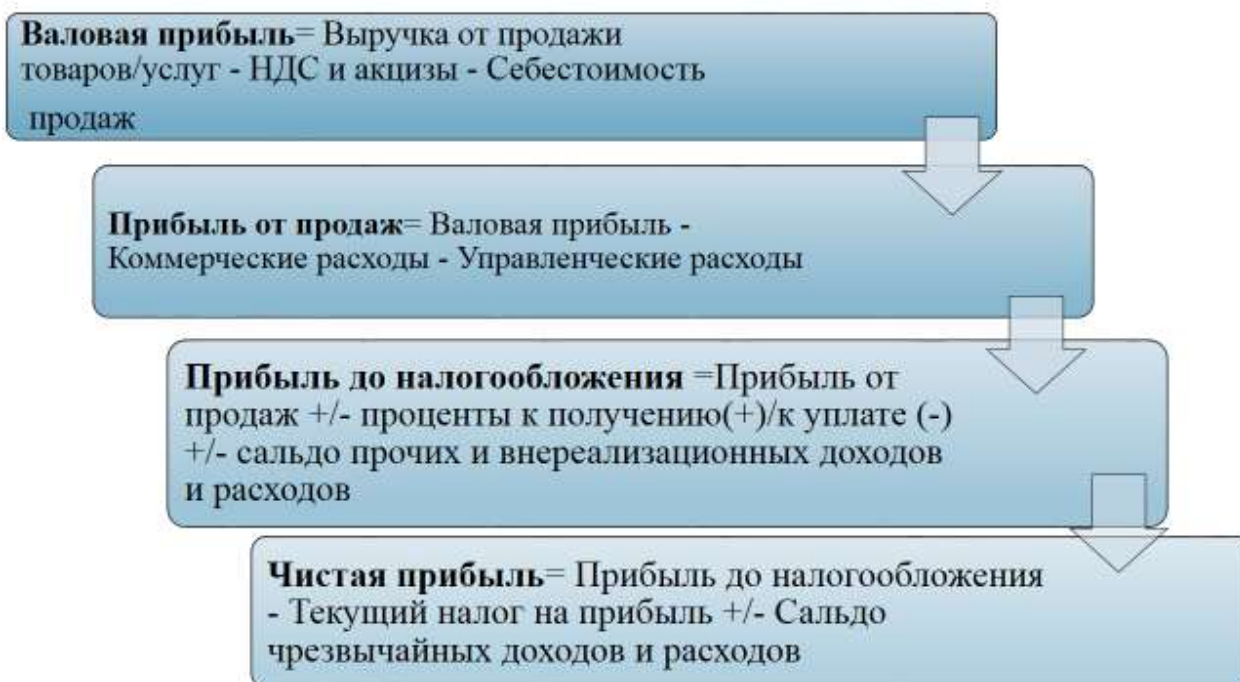 Валовая прибыль= Выручка от продажи
товаров/услуг - НДС и акцизы - Себестоимость
продаж
Прибыль от продаж= Валовая прибыль -
Коммерческие расходы - Управленческие расходы
Прибыль до налогообложения =Прибыль от
продаж +/- проценты к получению(+)/к уплате (-)
+/- сальдо прочих и внереализационных доходов
и расходов
Чистая прибыль= Прибыль до налогообложения
- Текущий налог на прибыль +/- Сальдо
чрезвычайных доходов и расходов